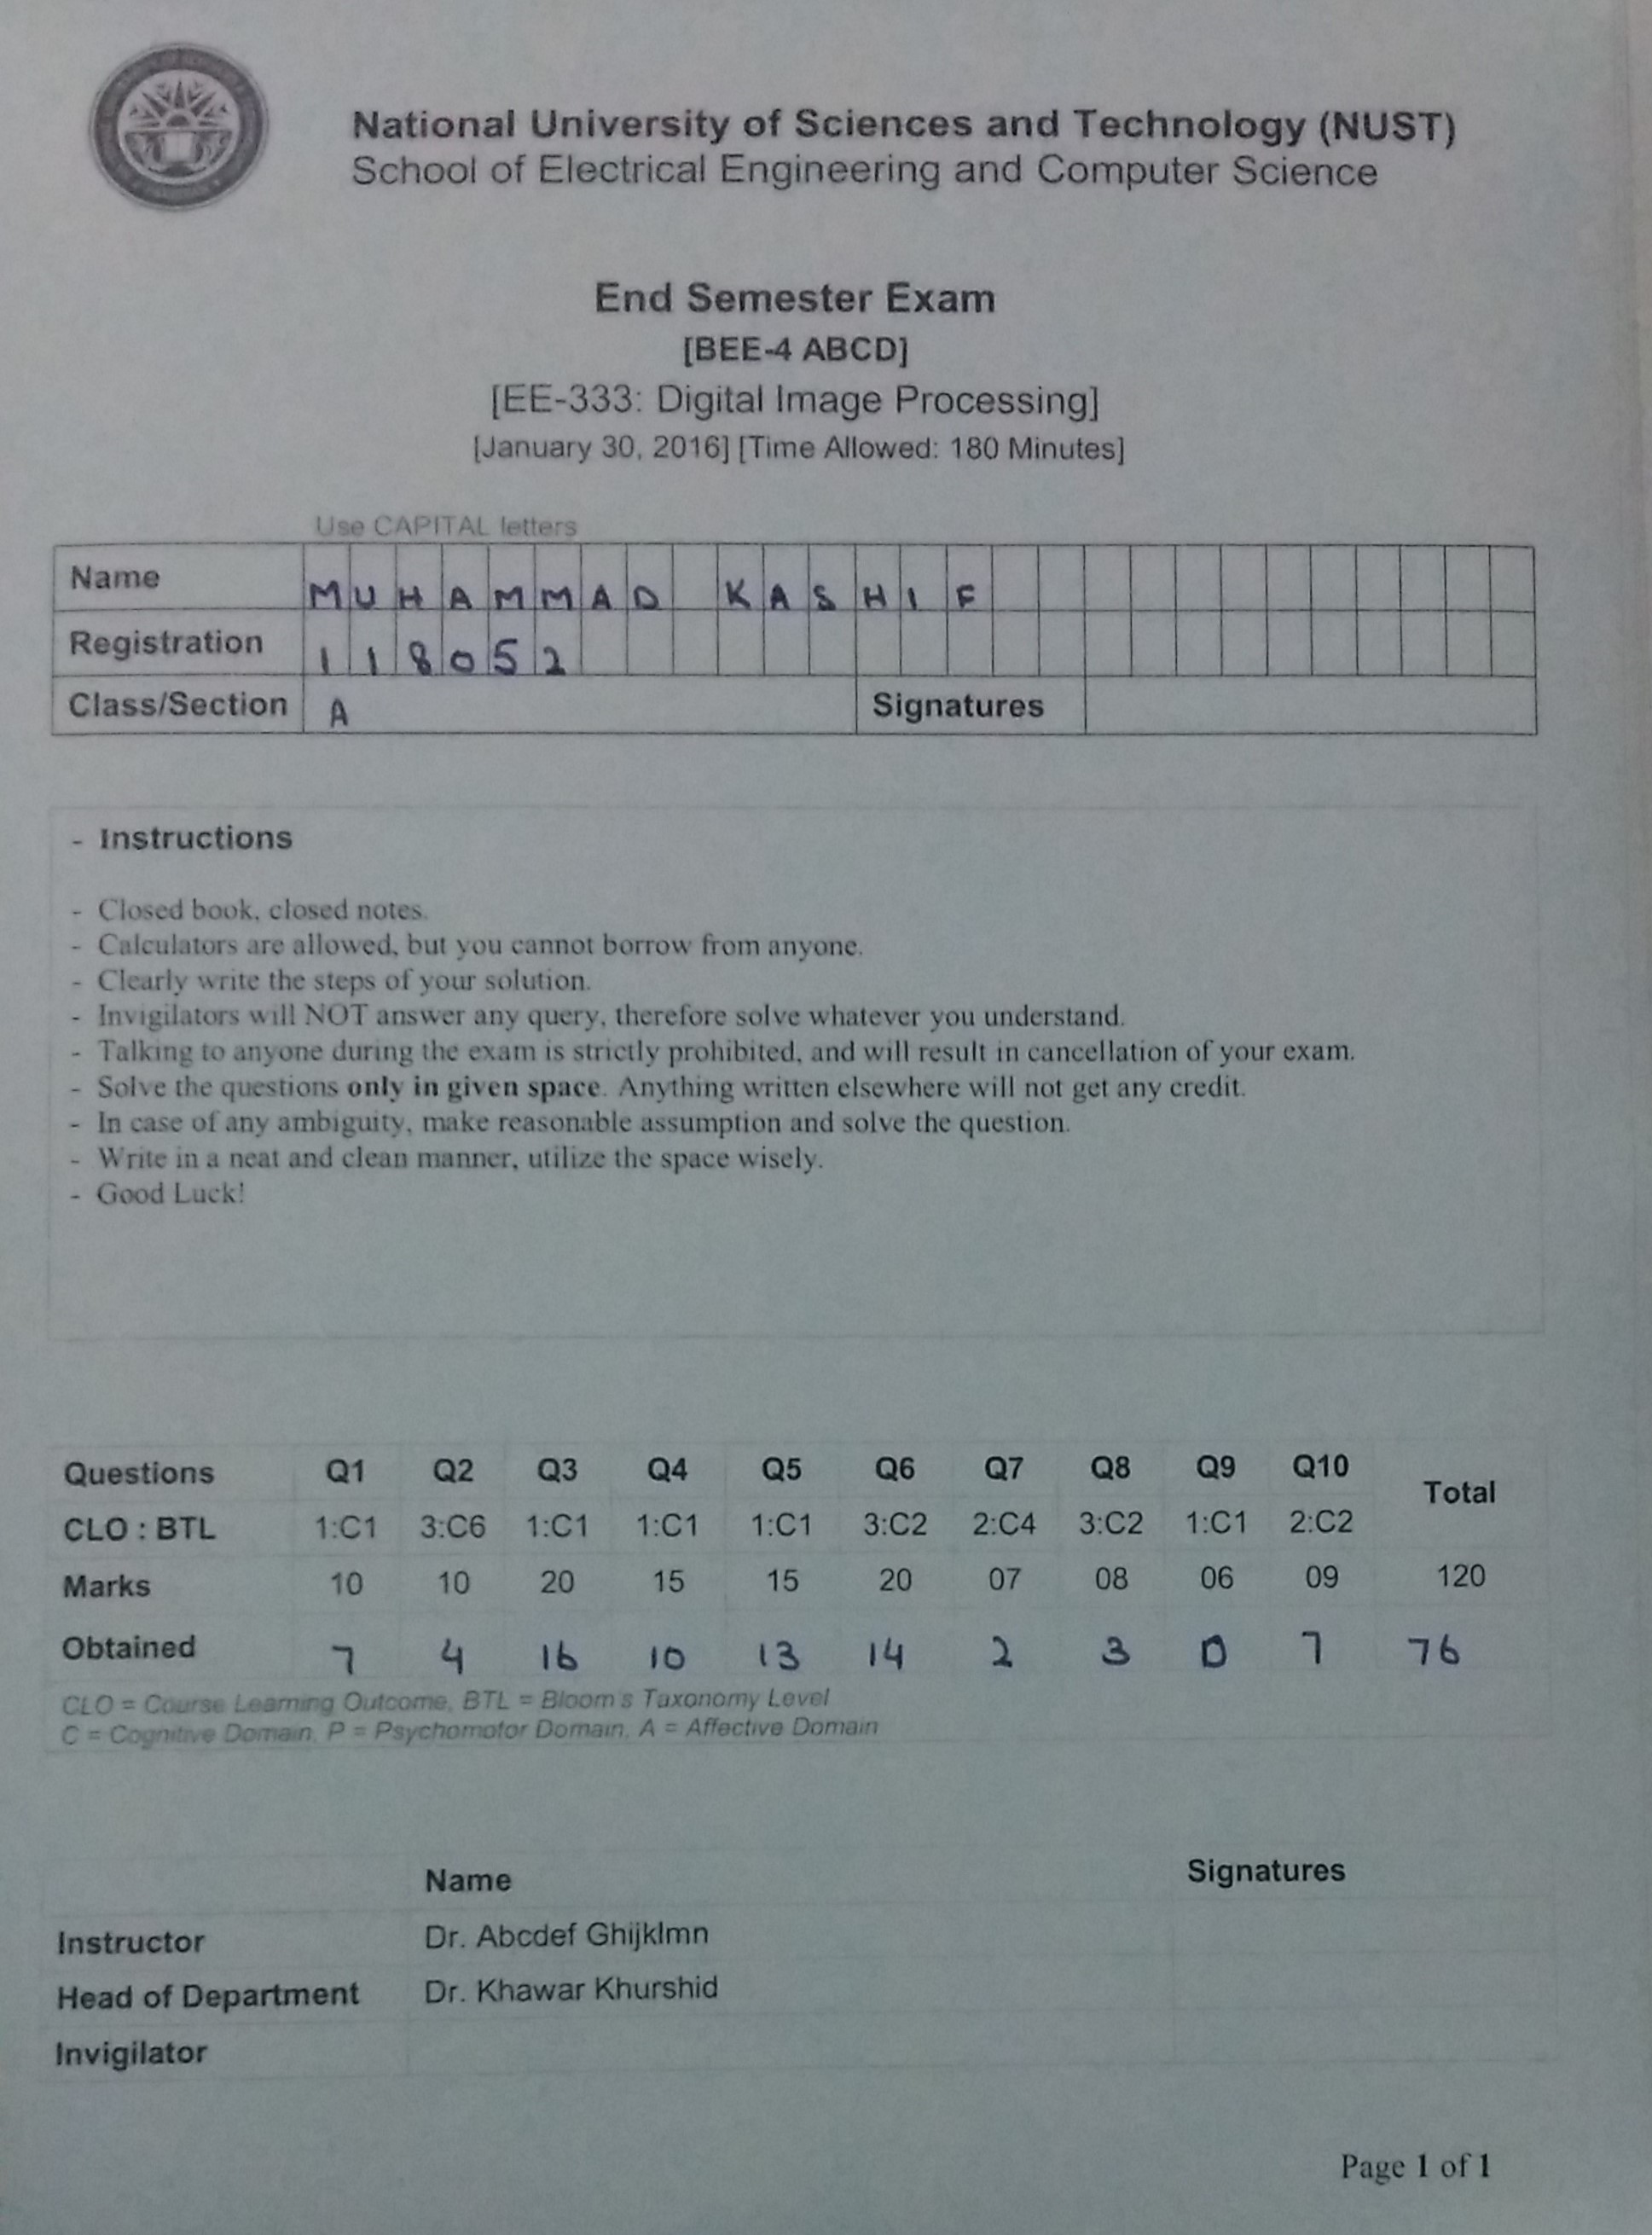 National University of Sciences and Technology (NUST)
School of Electrical Engineering and Computer Science
End Semester Exam
[BEE-4 ABCD]
[EE-333: Digital Image Processing]
[January 30, 2016] [Time Allowed: 180 Minutes]
Use CAPITAL letters
Name MUHAMMAD KASHIF
Registration 118052
Class/Section A Signatures
- Instructions
- Closed book, closed notes.
- Calculators are allowed, but you cannot borrow from anyone.
- Clearly write the steps of your solution.
- Invigilators will NOT answer any query, therefore solve whatever you understand.
- Talking to anyone during the exam is strictly prohibited, and will result in cancellation of your exam.
- Solve the questions only in given space. Anything written elsewhere will not get any credit.
- In case of any ambiguity, make reasonable assumption and solve the question.
- Write in a neat and clean manner, utilize the space wisely.
- Good Luck!
Questions Q1 Q2 Q3 Q4 Q5 Q6 Q7 Q8 Q9 Q10 Total
CLO : BTL 1:C1 3:C6 1:C1 1:C1 1:C1 3:C2 2:C4 3:C2 1:C1 2:C2
Marks 10 10 20 15 15 20 07 08 06 09 120
Obtained 7 4 16 10 13 14 2 3 0 7 76
CLO = Course Learning Outcome, BTL = Bloom's Taxonomy Level
C = Cognitive Domain, P = Psychomotor Domain, A = Affective Domain
Name Signatures
Instructor Dr. Abcdef Ghijklmn
Head of Department Dr. Khawar Khurshid
Invigilator
Page 1 of 1